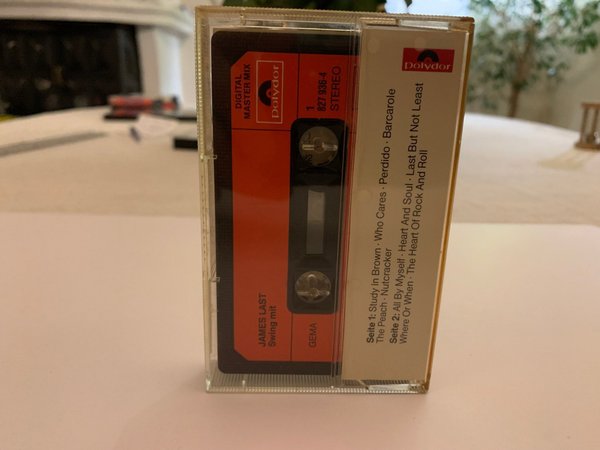 DIGITAL
MASTER MIX
Polydor
1
827 936-4
STEREO
JAMES LAST
Swing mit
GEMA
Polydor
Seite 1: Study in Brown · Who Cares · Perdido · Barcarole
The Peach · Nutcracker
Seite 2: All By Myself · Heart And Soul · Last But Not Least
Where Or When · The Heart Of Rock And Roll